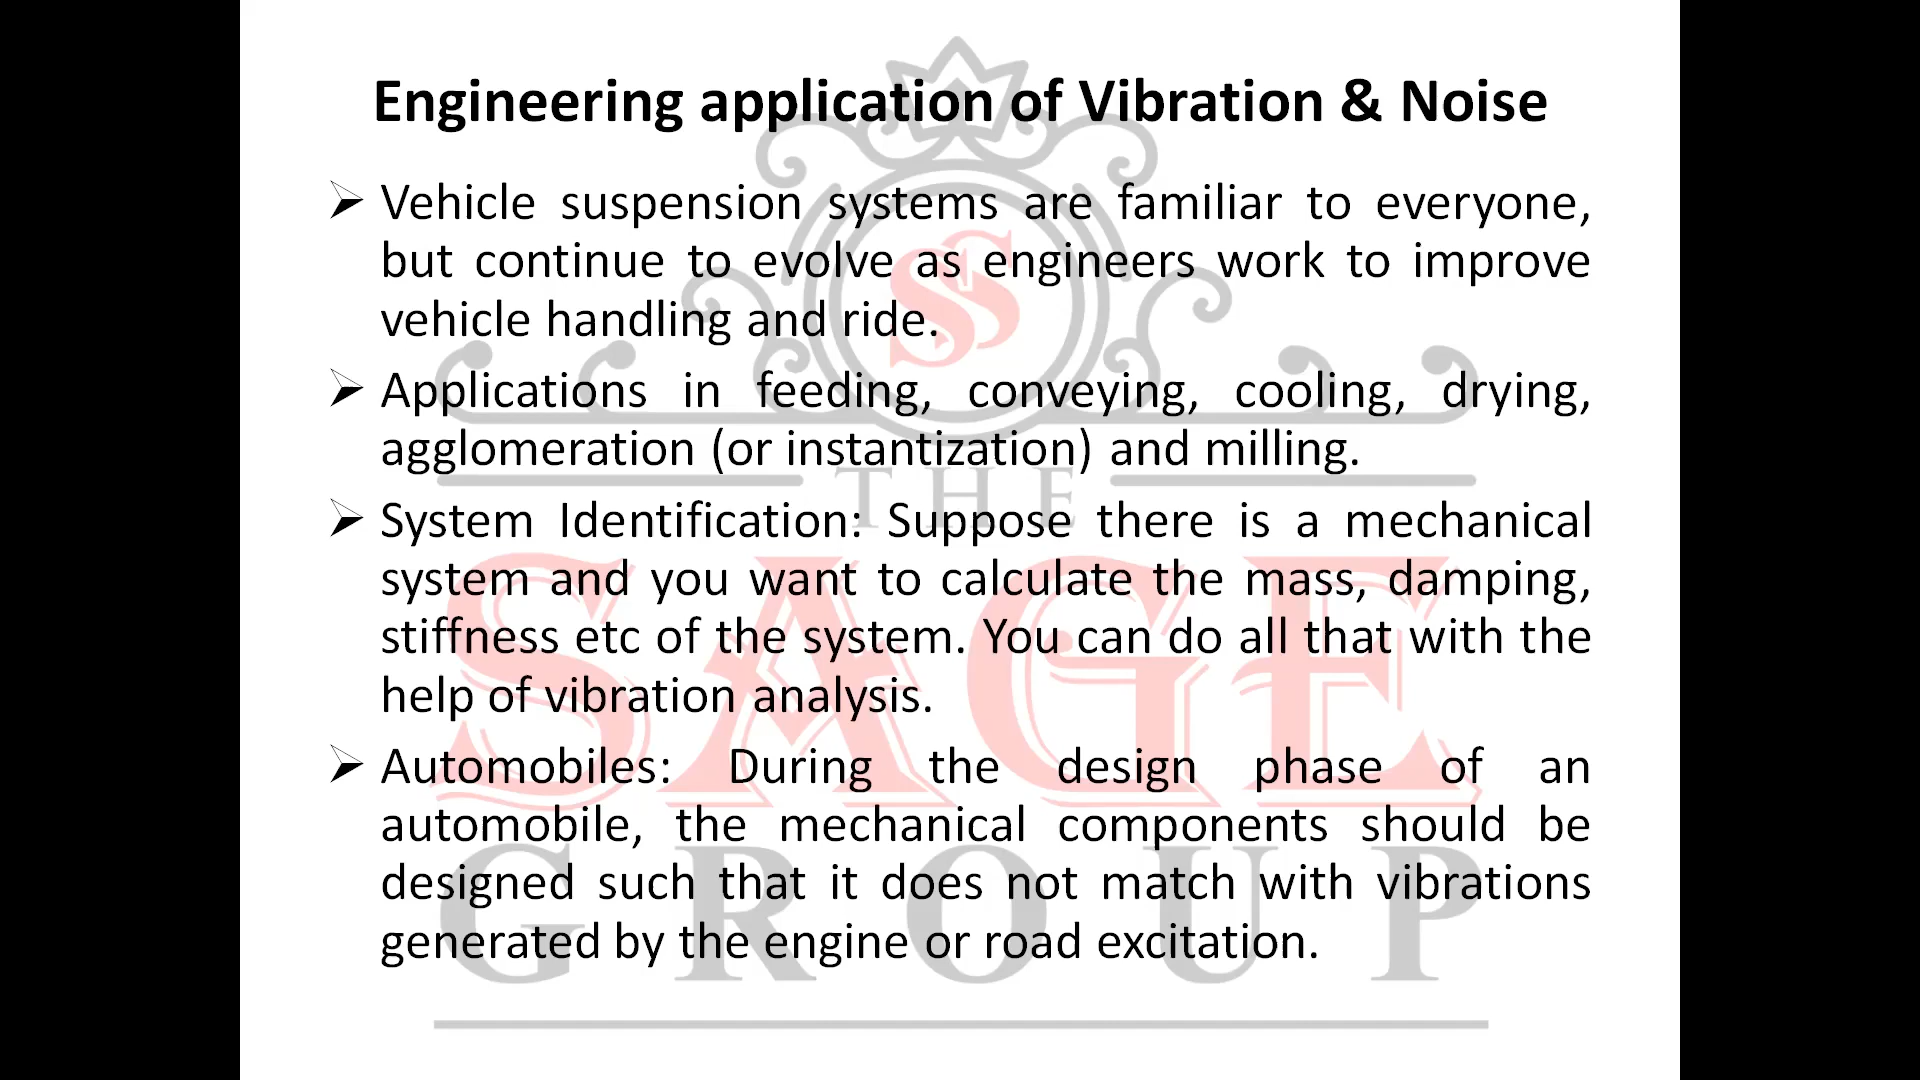 Engineering application of Vibration & Noise
Vehicle suspension systems are familiar to everyone,
but continue to evolve as engineers work to improve
vehicle handling and ride.
Applications in feeding, conveying, cooling, drying,
agglomeration (or instantization) and milling.
System Identification: Suppose there is a mechanical
system and you want to calculate the mass, damping,
stiffness etc of the system. You can do all that with the
help of vibration analysis.
Automobiles: During the design phase of an
automobile, the mechanical components should be
designed such that it does not match with vibrations
generated by the engine or road excitation.
SS
THE
SAGE
GROUP